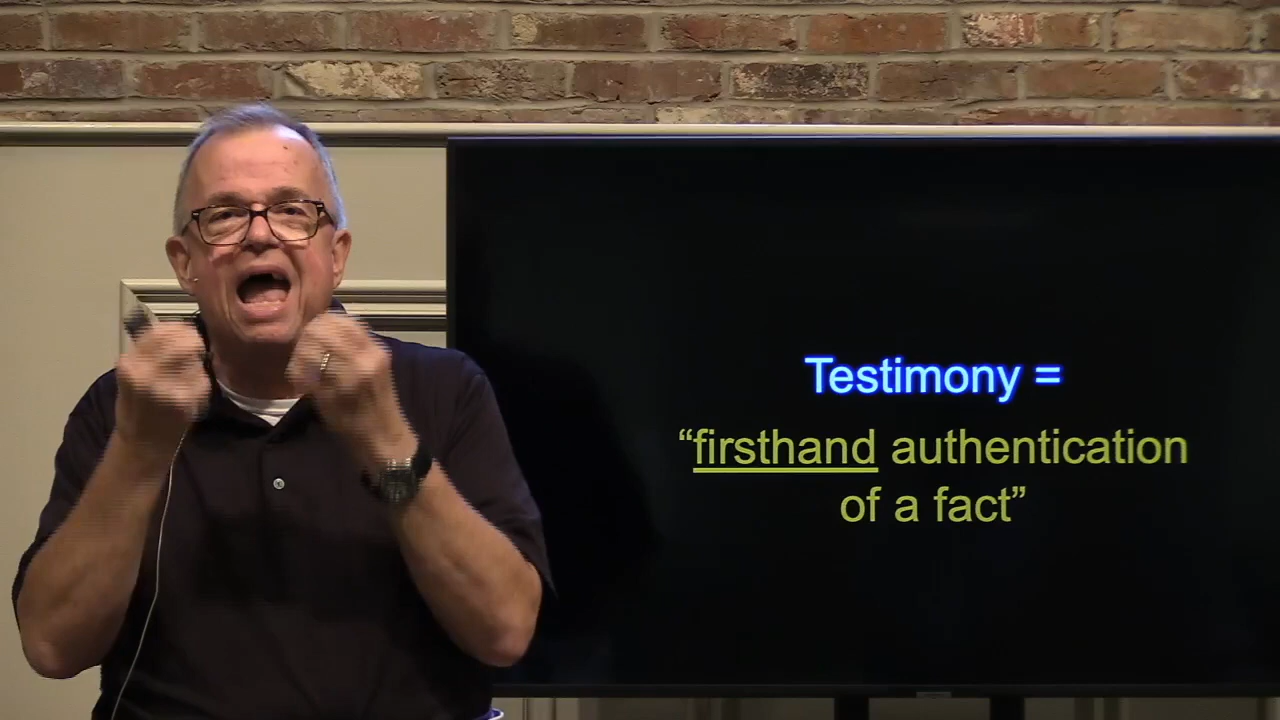 Testimony =
“firsthand authentication
of a fact”